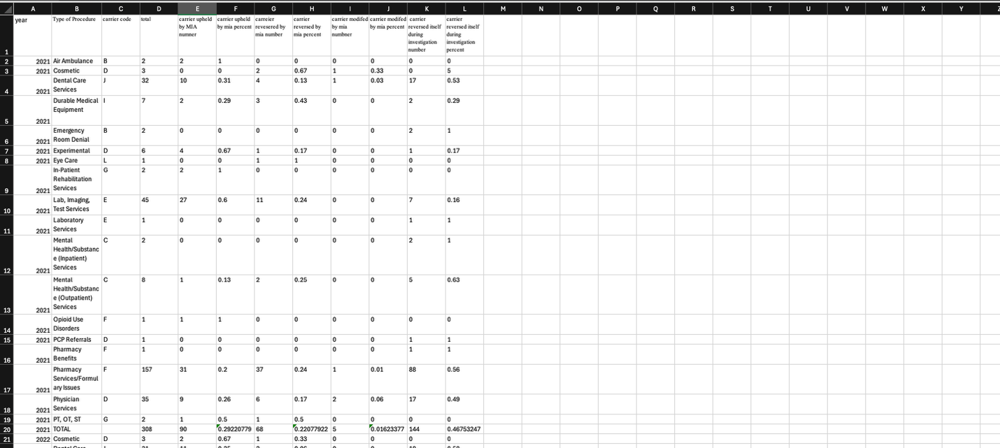 A B C D E F G H I J K L M N O P Q R S T U V W X Y Z
1 year Type of Procedure carrier code total carrier upheld by MIA numner carrier upheld by mia percent carreier revesered by mia number carrier reversed by mia percent carrier modifed by mia numbner carrier modifed by mia percent carrier reversed itself during investigation number carrier reversed itself during investigation percent
2 2021 Air Ambulance B 2 2 1 0 0 0 0 0 0
3 2021 Cosmetic D 3 0 0 2 0.67 1 0.33 0 5
4 2021 Dental Care Services J 32 10 0.31 4 0.13 1 0.03 17 0.53
5 2021 Durable Medical Equipment I 7 2 0.29 3 0.43 0 0 2 0.29
6 2021 Emergency Room Denial B 2 0 0 0 0 0 0 2 1
7 2021 Experimental D 6 4 0.67 1 0.17 0 0 1 0.17
8 2021 Eye Care L 1 0 0 1 1 0 0 0 0
9 2021 In-Patient Rehabilitation Services G 2 2 1 0 0 0 0 0 0
10 2021 Lab, Imaging, Test Services E 45 27 0.6 11 0.24 0 0 7 0.16
11 2021 Laboratory Services E 1 0 0 0 0 0 0 1 1
12 2021 Mental Health/Substance (Inpatient) Services C 2 0 0 0 0 0 0 2 1
13 2021 Mental Health/Substance (Outpatient) Services C 8 1 0.13 2 0.25 0 0 5 0.63
14 2021 Opioid Use Disorders F 1 1 1 0 0 0 0 0 0
15 2021 PCP Referrals D 1 0 0 0 0 0 0 1 1
16 2021 Pharmacy Benefits F 1 0 0 0 0 0 0 1 1
17 2021 Pharmacy Services/Formulary Issues F 157 31 0.2 37 0.24 1 0.01 88 0.56
18 2021 Physician Services D 35 9 0.26 6 0.17 2 0.06 17 0.49
19 2021 PT, OT, ST G 2 1 0.5 1 0.5 0 0 0 0
20 2021 TOTAL 308 90 0.29220779 68 0.22077922 5 0.01623377 144 0.46753247
21 2022 Cosmetic D 3 2 0.67 1 0.33 0 0 0 0